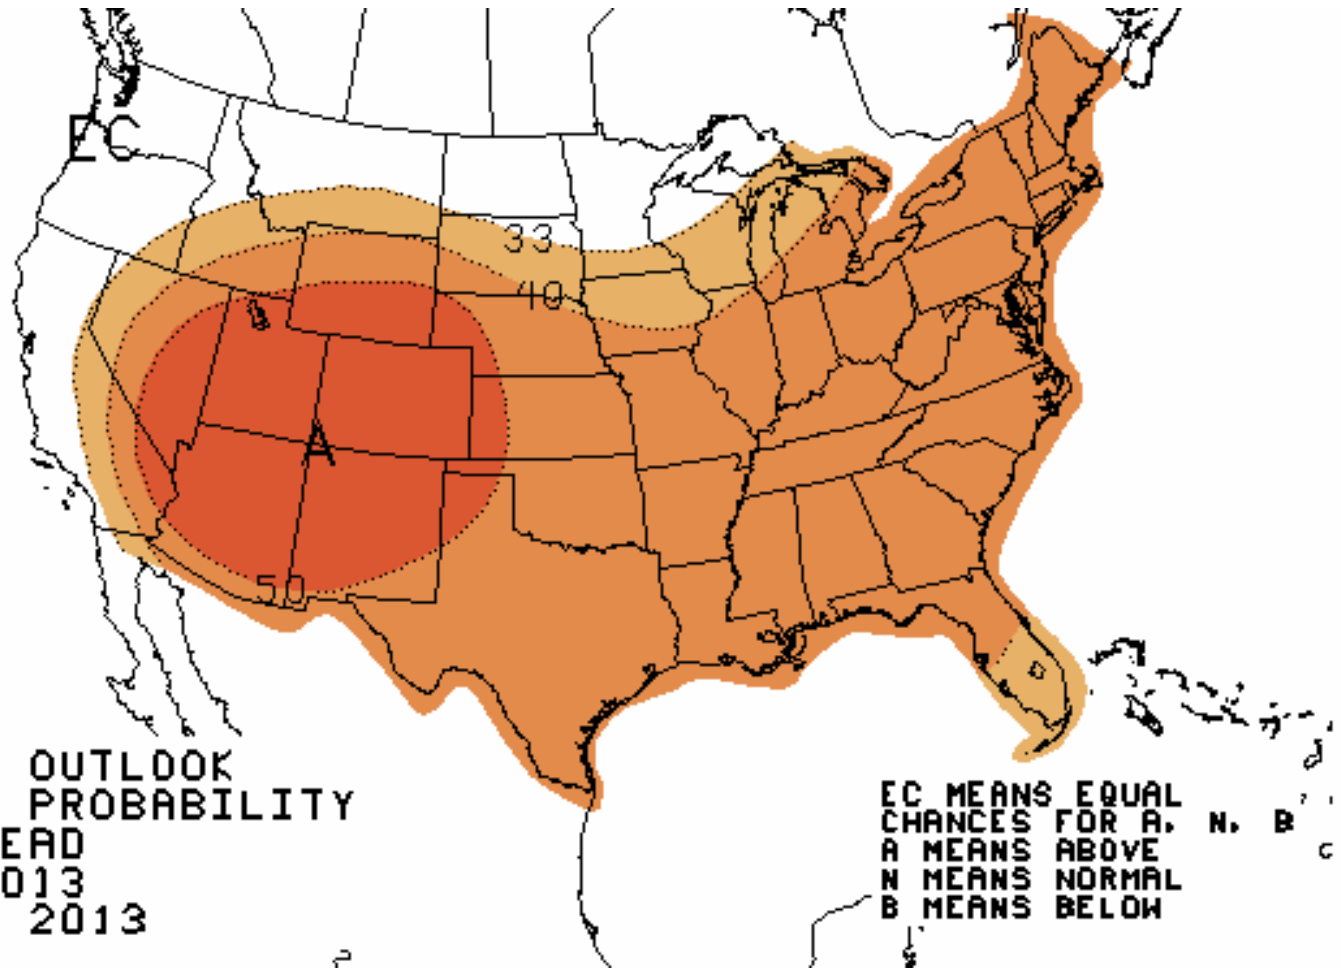 EC
33
40
A
50
OUTLOOK
PROBABILITY
EAD
013
2013
EC MEANS EQUAL
CHANCES FOR A, N, B
A MEANS ABOVE
N MEANS NORMAL
B MEANS BELOW
C